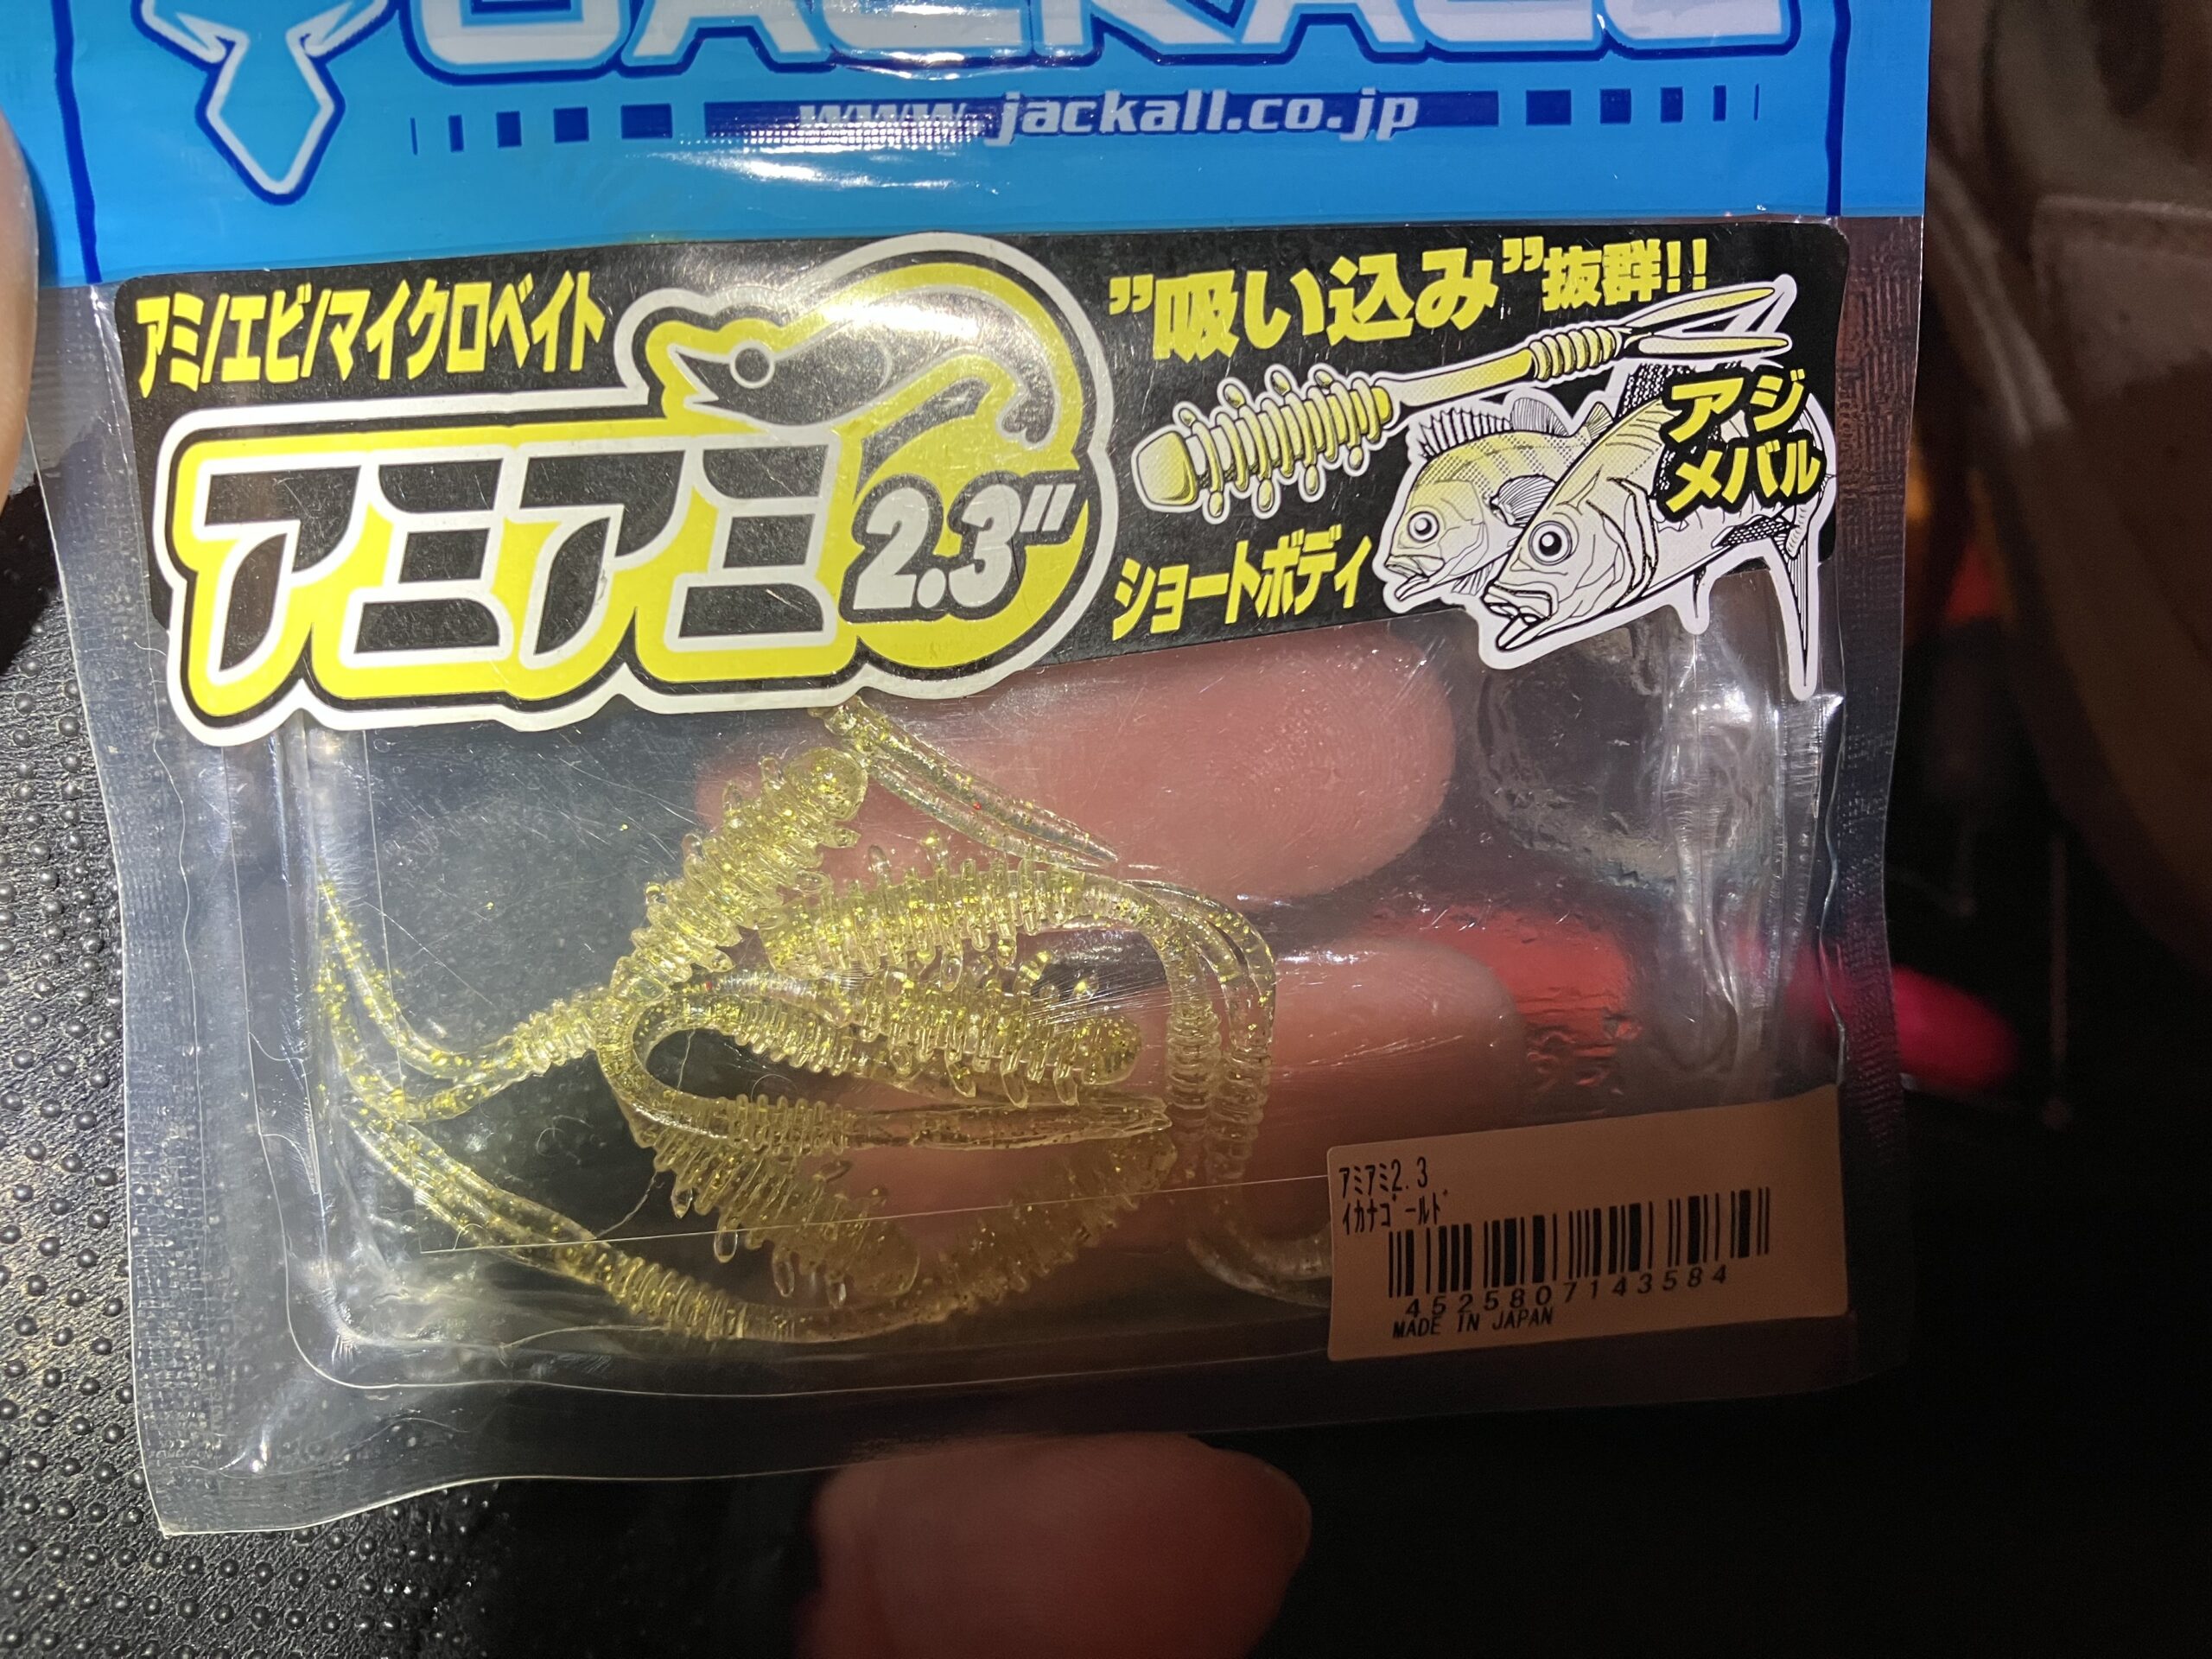 JACKALL
www.jackall.co.jp
アミ/エビ/マイクロベイト
アミアミ2.3"
"吸い込み"抜群!!
アジ
メバル
ショートボディ
ｱﾐｱﾐ2.3
ｲｶﾅｺﾞｰﾙﾄﾞ
4525807143584
MADE IN JAPAN